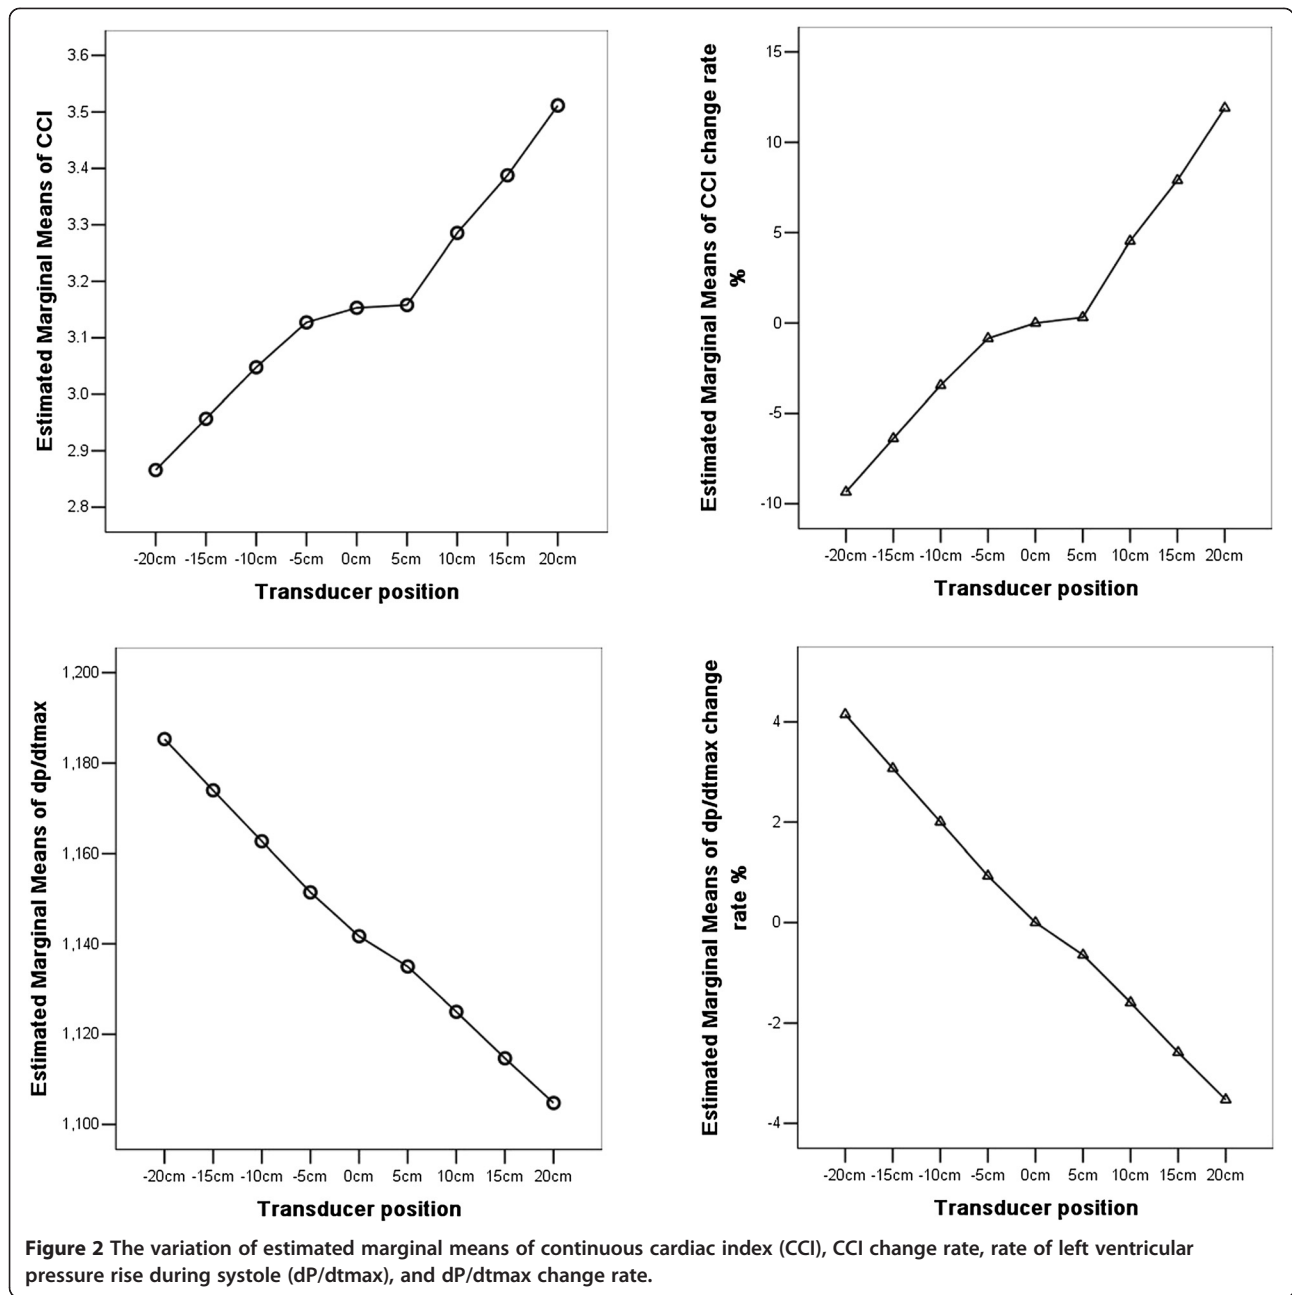 Estimated Marginal Means of CCI
3.6
3.5
3.4
3.3
3.2
3.1
3.0
2.9
2.8
-20cm -15cm -10cm -5cm 0cm 5cm 10cm 15cm 20cm
Transducer position
Estimated Marginal Means of CCI change rate
%
15
10
5
0
-5
-10
-20cm -15cm -10cm -5cm 0cm 5cm 10cm 15cm 20cm
Transducer position
Estimated Marginal Means of dp/dtmax
1,200
1,180
1,160
1,140
1,120
1,100
-20cm -15cm -10cm -5cm 0cm 5cm 10cm 15cm 20cm
Transducer position
Estimated Marginal Means of dp/dtmax change
rate %
4
2
0
-2
-4
-20cm -15cm -10cm -5cm 0cm 5cm 10cm 15cm 20cm
Transducer position
Figure 2 The variation of estimated marginal means of continuous cardiac index (CCI), CCI change rate, rate of left ventricular
pressure rise during systole (dP/dtmax), and dP/dtmax change rate.